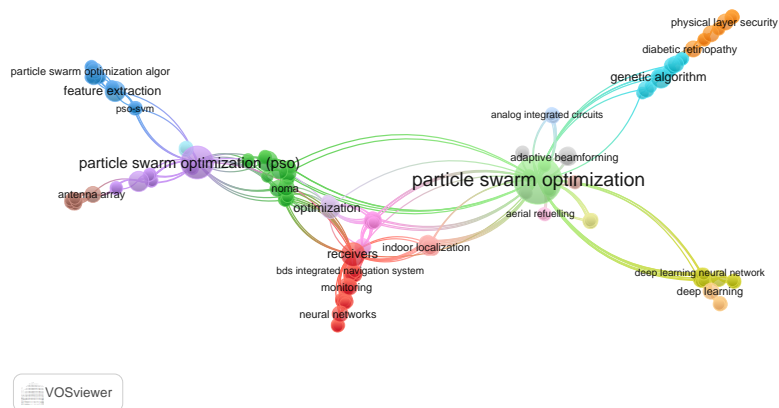 physical layer security
diabetic retinopathy
particle swarm optimization algor
genetic algorithm
feature extraction
pso-svm
analog integrated circuits
adaptive beamforming
particle swarm optimization (pso)
particle swarm optimization
noma
antenna array
optimization
aerial refuelling
receivers
indoor localization
bds integrated navigation system
deep learning neural network
monitoring
deep learning
neural networks
VOSviewer